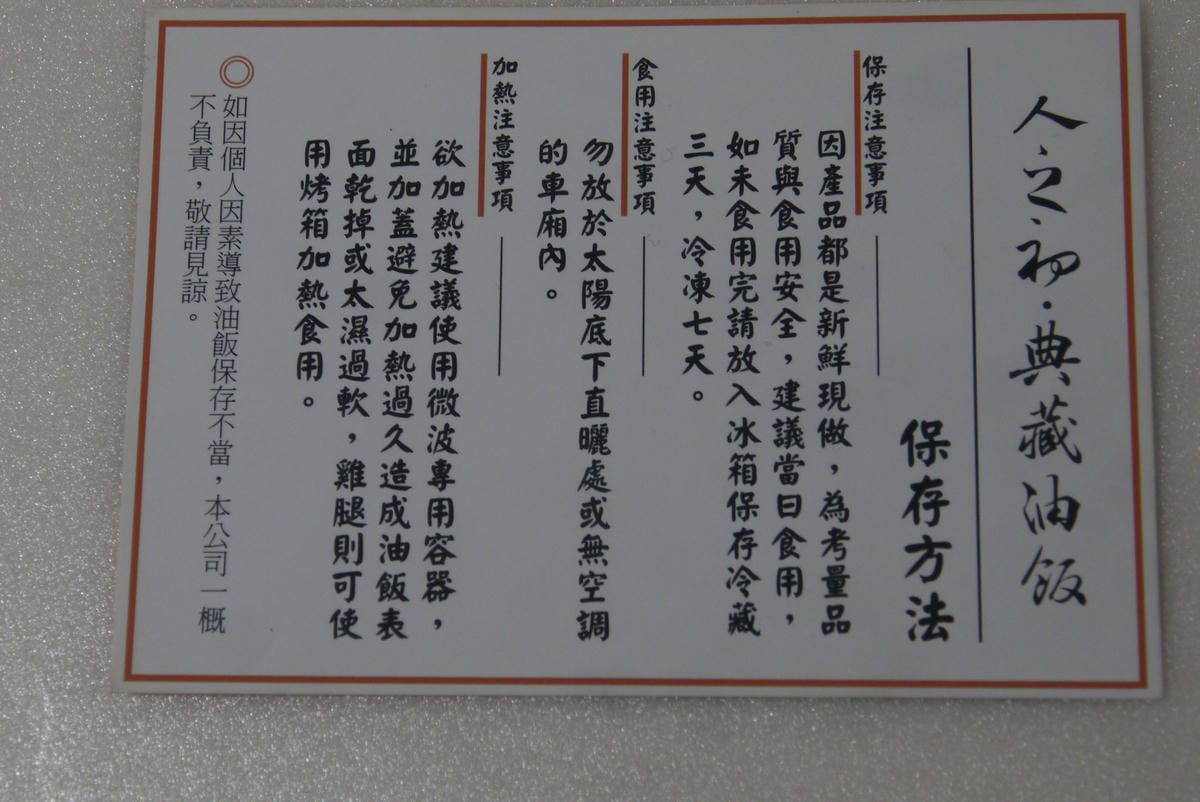 人之初·典藏油飯
保存方法
保存注意事項
因產品都是新鮮現做，為考量品
質與食用安全，建議當日食用，
如未食用完請放入冰箱保存冷藏
三天，冷凍七天。
食用注意事項
勿放於太陽底下直曬處或無空調
的車廂內。
加熱注意事項
欲加熱建議使用微波專用容器，
並加蓋避免加熱過久造成油飯表
面乾掉或太濕過軟，雞腿則可使
用烤箱加熱食用。
◎如因個人因素導致油飯保存不當，本公司一概
不負責，敬請見諒。